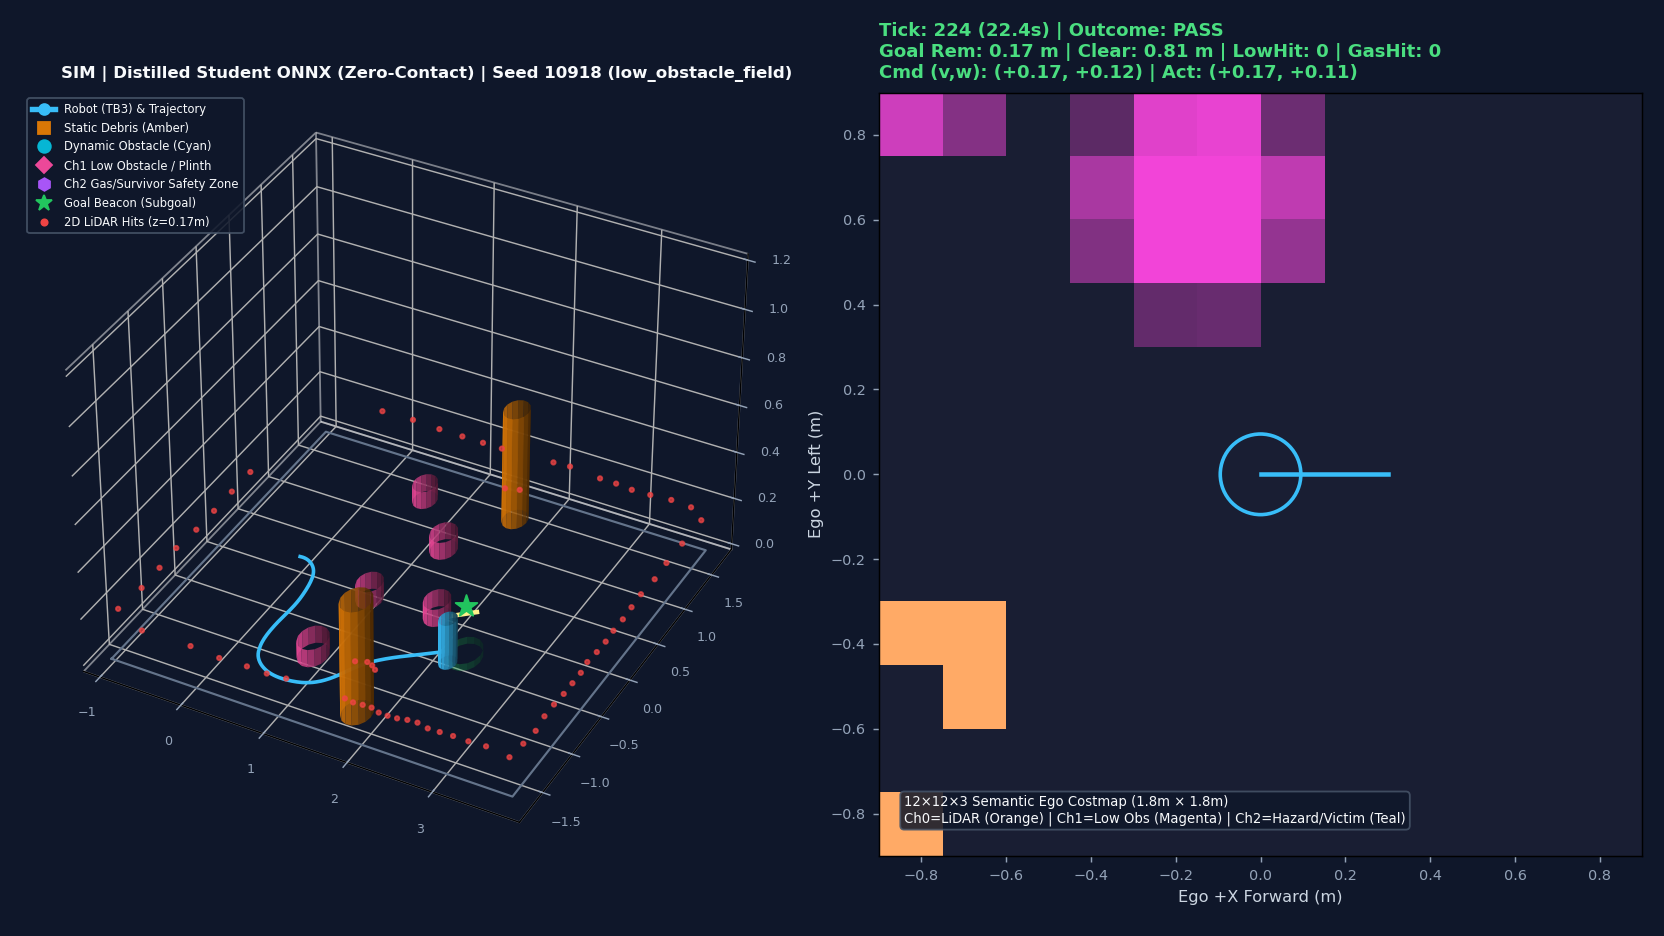 SIM | Distilled Student ONNX (Zero-Contact) | Seed 10918 (low_obstacle_field)
Robot (TB3) & Trajectory
Static Debris (Amber)
Dynamic Obstacle (Cyan)
Ch1 Low Obstacle / Plinth
Ch2 Gas/Survivor Safety Zone
Goal Beacon (Subgoal)
2D LiDAR Hits (z=0.17m)
1.2
1.0
0.8
0.6
0.4
0.2
0.0
1.5
1.0
0.5
0.0
−0.5
−1.0
−1.5
−1
0
1
2
3
Tick: 224 (22.4s) | Outcome: PASS
Goal Rem: 0.17 m | Clear: 0.81 m | LowHit: 0 | GasHit: 0
Cmd (v,w): (+0.17, +0.12) | Act: (+0.17, +0.11)
Ego +Y Left (m)
0.8
0.6
0.4
0.2
0.0
−0.2
−0.4
−0.6
−0.8
12×12×3 Semantic Ego Costmap (1.8m × 1.8m)
Ch0=LiDAR (Orange) | Ch1=Low Obs (Magenta) | Ch2=Hazard/Victim (Teal)
−0.8 −0.6 −0.4 −0.2 0.0 0.2 0.4 0.6 0.8
Ego +X Forward (m)